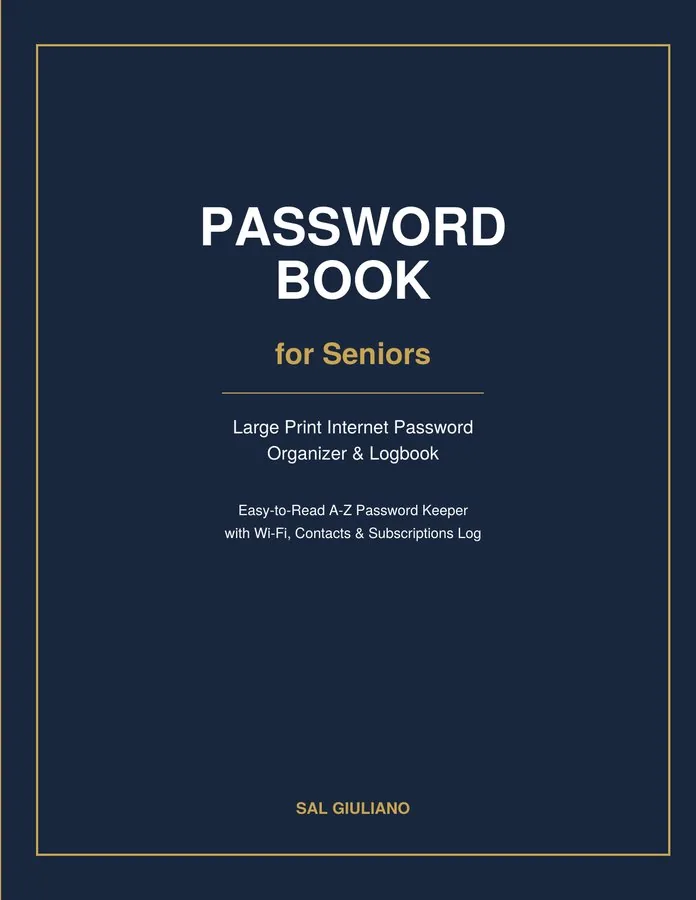 PASSWORD
BOOK
for Seniors
Large Print Internet Password
Organizer & Logbook
Easy-to-Read A-Z Password Keeper
with Wi-Fi, Contacts & Subscriptions Log
SAL GIULIANO